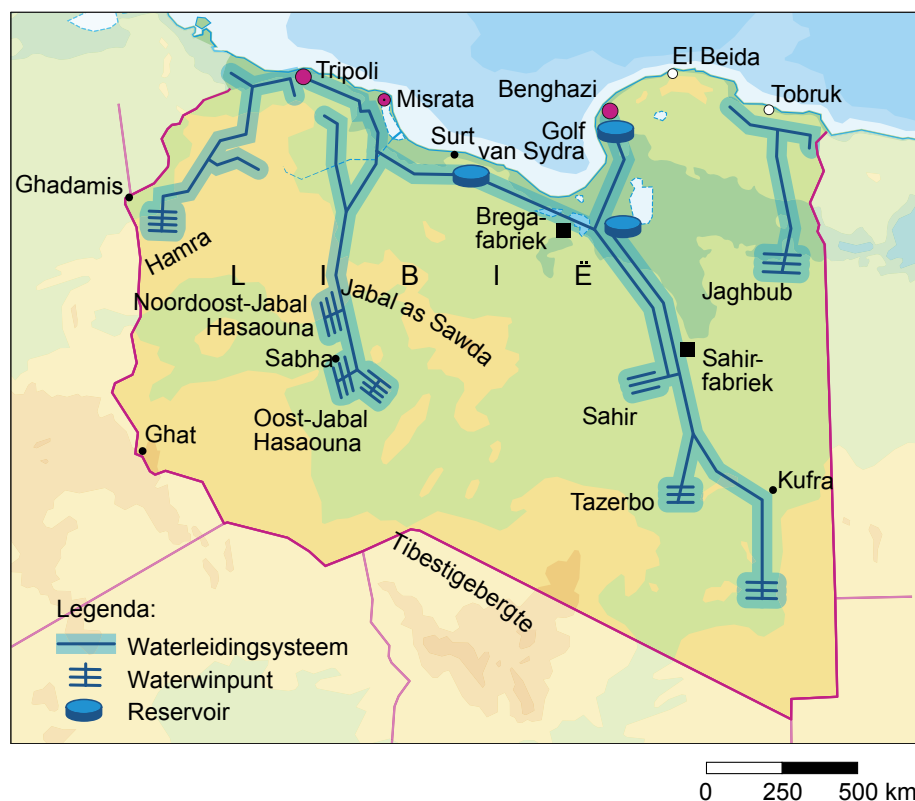 Tripoli
Misrata
Surt
Benghazi
Golf
van Sydra
El Beida
Tobruk
Ghadamis
Hamra
Brega-
fabriek
L I B I Ë
Jaghbub
Noordoost-Jabal
Hasaouna
Jabal as Sawda
Sabha
Sahir-
fabriek
Oost-Jabal
Hasaouna
Sahir
Ghat
Tazerbo
Kufra
Tibestigebergte
Legenda:
Waterleidingsysteem
Waterwinpunt
Reservoir
0 250 500 km